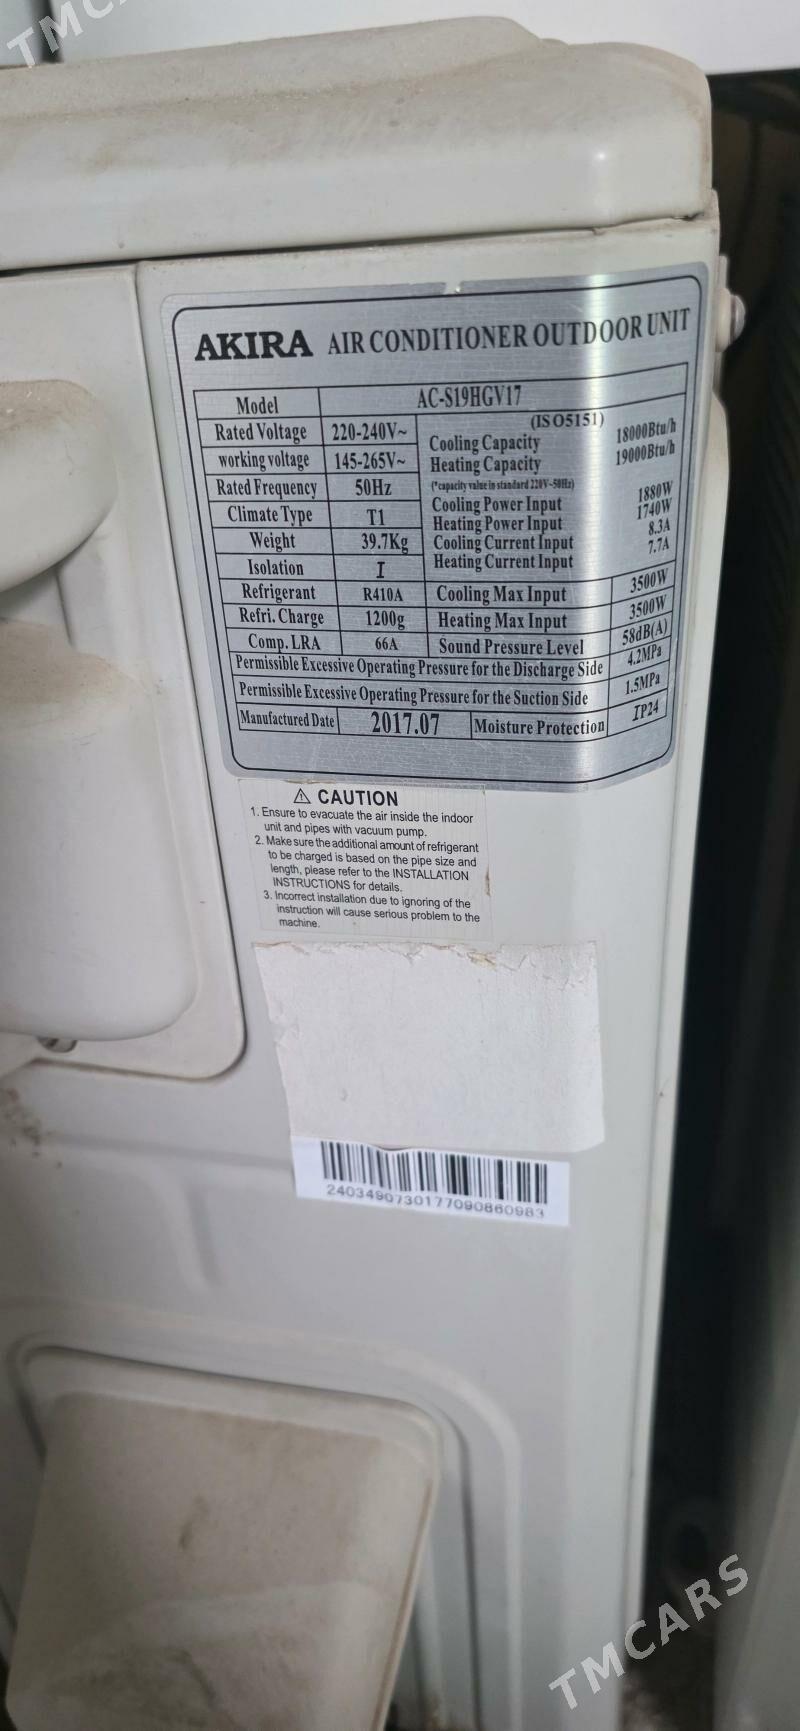 TMCARS
AKIRA AIR CONDITIONER OUTDOOR UNIT
Model AC-S19HGV17
Rated Voltage 220-240V~ (ISO5151)
working voltage 145-265V~ Cooling Capacity 18000Btu/h
Heating Capacity 19000Btu/h
Rated Frequency 50Hz (*capacity value in standard 220V~50Hz)
Climate Type T1 Cooling Power Input 1880W
Heating Power Input 1740W
Weight 39.7Kg Cooling Current Input 8.3A
Isolation I Heating Current Input 7.7A
Refrigerant R410A Cooling Max Input 3500W
Refri. Charge 1200g Heating Max Input 3500W
Comp. LRA 66A Sound Pressure Level 58dB(A)
Permissible Excessive Operating Pressure for the Discharge Side 4.2MPa
Permissible Excessive Operating Pressure for the Suction Side 1.5MPa
Manufactured Date 2017.07 Moisture Protection IP24
⚠ CAUTION
1. Ensure to evacuate the air inside the indoor
unit and pipes with vacuum pump.
2. Make sure the additional amount of refrigerant
to be charged is based on the pipe size and
length, please refer to the INSTALLATION
INSTRUCTIONS for details.
3. Incorrect installation due to ignoring of the
instruction will cause serious problem to the
machine.
2403490730177090860983
TMCARS